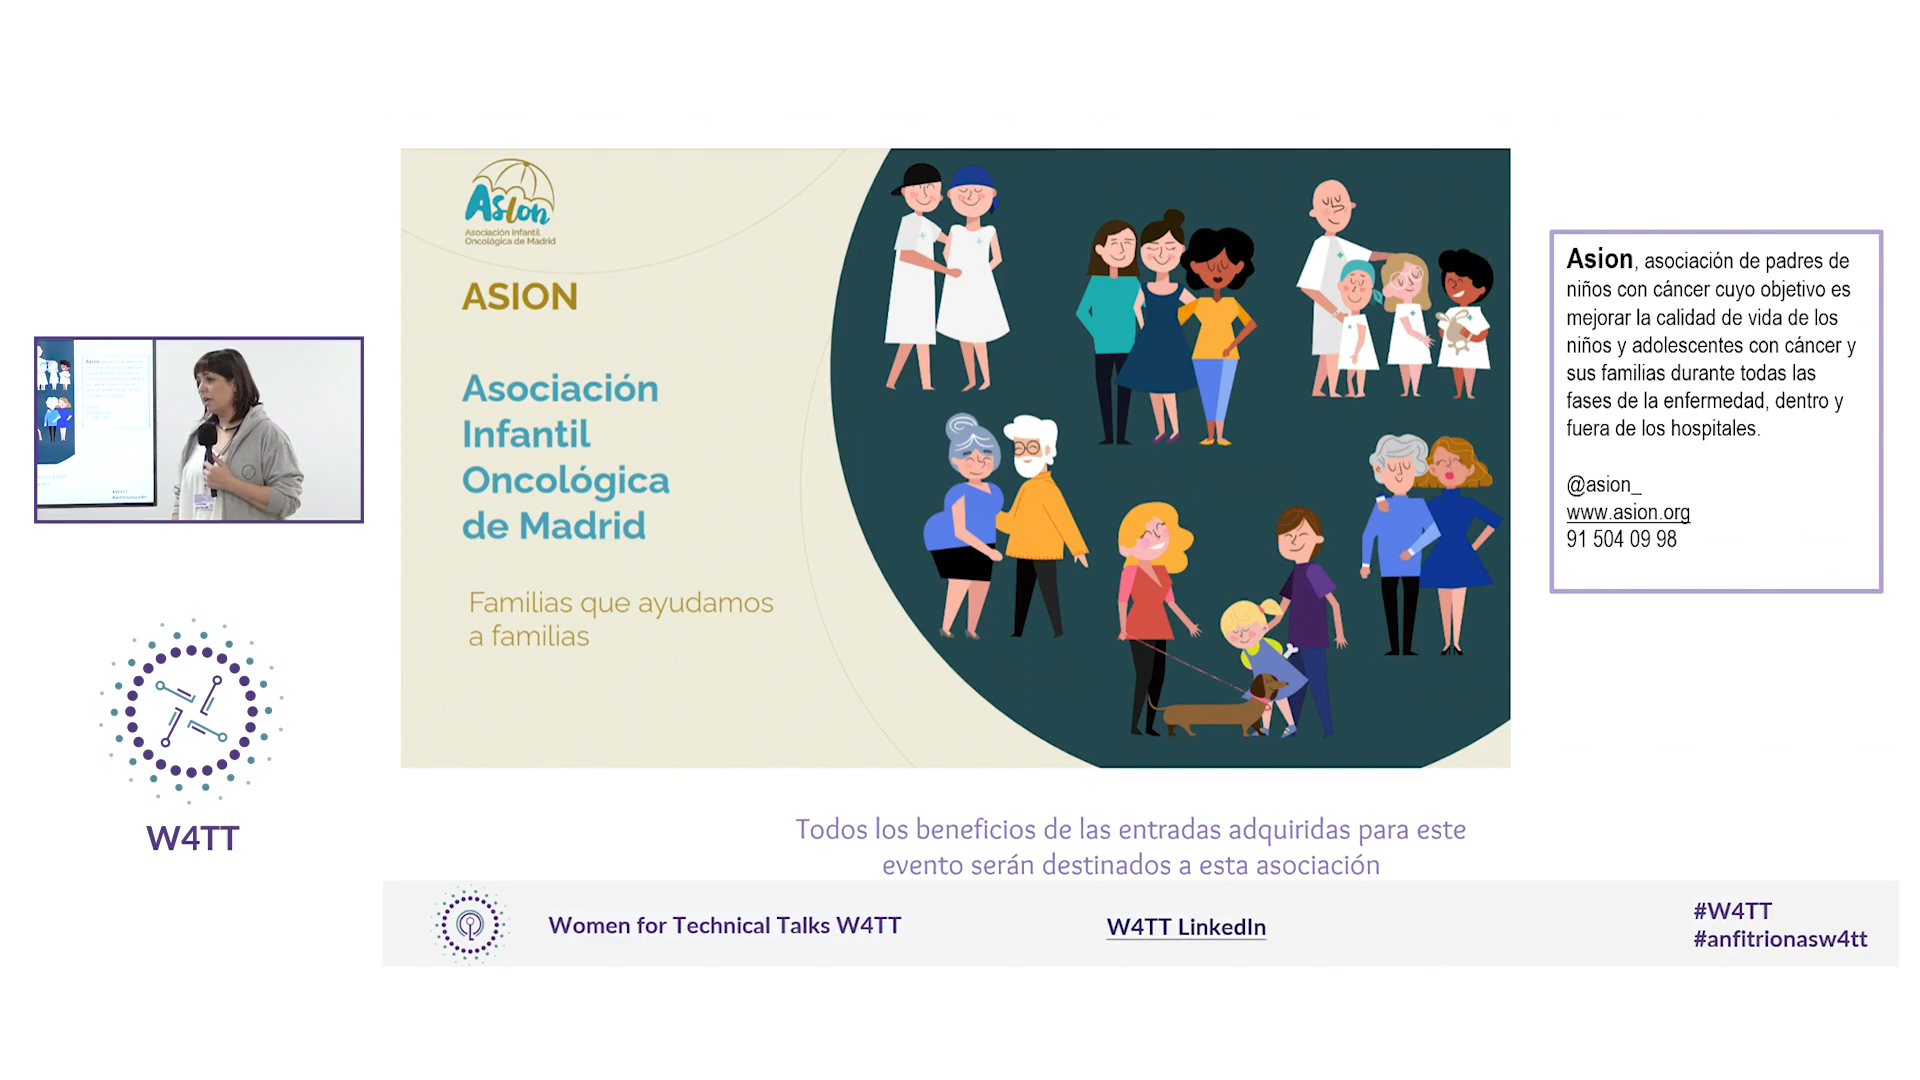 Asion
Asociación Infantil
Oncológica de Madrid
ASION
Asociación
Infantil
Oncológica
de Madrid
Familias que ayudamos
a familias
Asion, asociación de padres de
niños con cáncer cuyo objetivo es
mejorar la calidad de vida de los
niños y adolescentes con cáncer y
sus familias durante todas las
fases de la enfermedad, dentro y
fuera de los hospitales.
@asion_
www.asion.org
91 504 09 98
#W4TT
#anfitrionasw4tt
W4TT
Todos los beneficios de las entradas adquiridas para este
evento serán destinados a esta asociación
Women for Technical Talks W4TT
W4TT LinkedIn
#W4TT
#anfitrionasw4tt